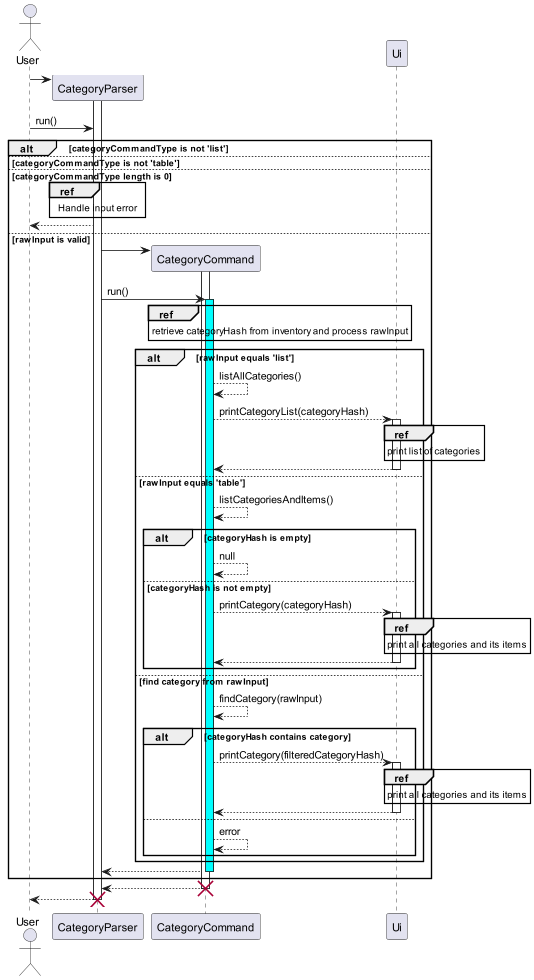 User
Ui
CategoryParser
run()
alt [categoryCommandType is not 'list']
[categoryCommandType is not 'table']
[categoryCommandType length is 0]
ref
Handle input error
[rawInput is valid]
CategoryCommand
run()
ref
retrieve categoryHash from inventory and process rawInput
alt [rawInput equals 'list']
listAllCategories()
printCategoryList(categoryHash)
ref
print list of categories
[rawInput equals 'table']
listCategoriesAndItems()
alt [categoryHash is empty]
null
[categoryHash is not empty]
printCategory(categoryHash)
ref
print all categories and its items
[find category from rawInput]
findCategory(rawInput)
alt [categoryHash contains category]
printCategory(filteredCategoryHash)
ref
print all categories and its items
error
User CategoryParser CategoryCommand Ui